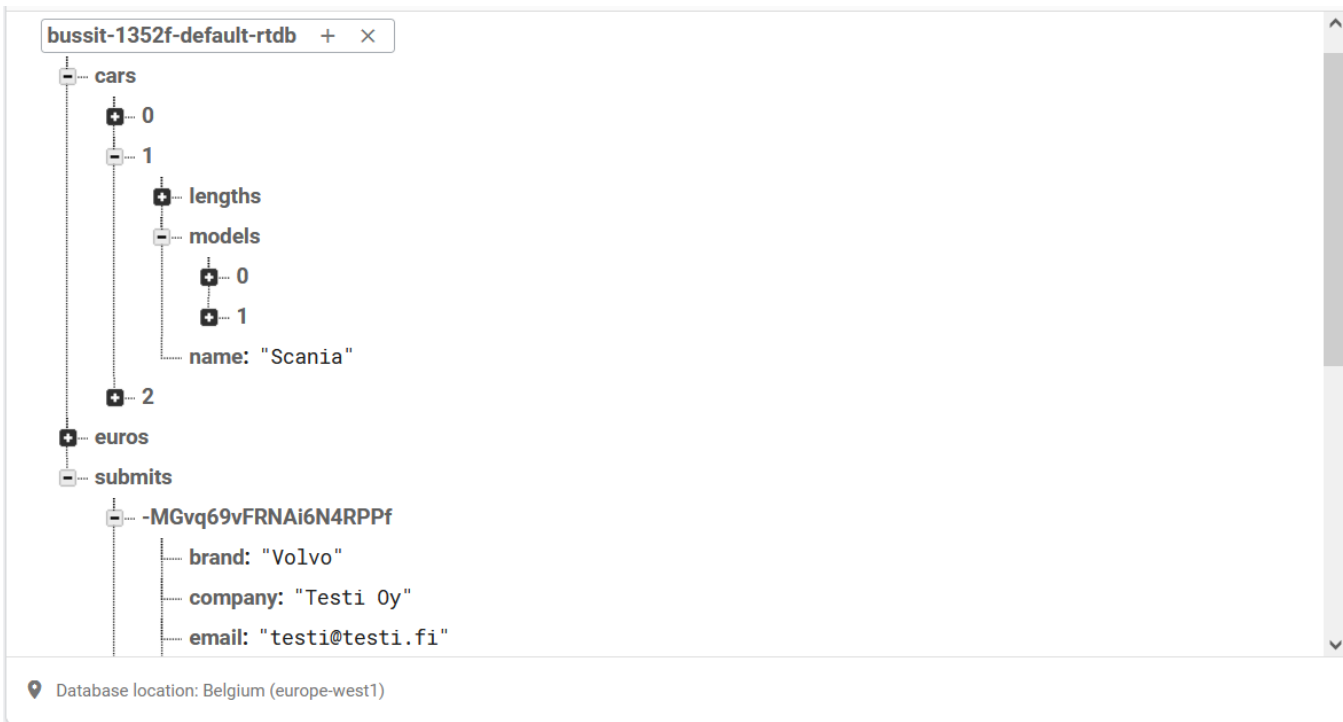 bussit-1352f-default-rtdb + ×
cars
0
1
lengths
models
0
1
name: "Scania"
2
euros
submits
-MGvq69vFRNAi6N4RPPf
brand: "Volvo"
company: "Testi Oy"
email: "testi@testi.fi"
Database location: Belgium (europe-west1)